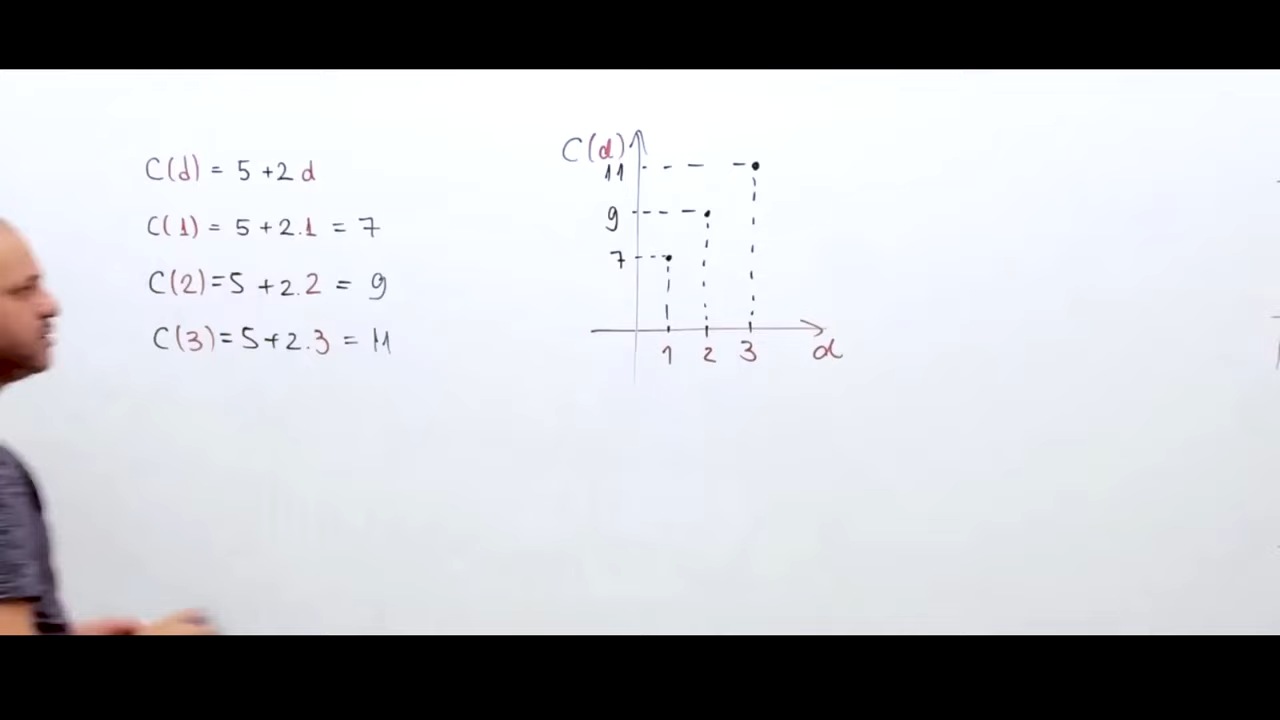 C(d) = 5 + 2 d
C(1) = 5 + 2.1 = 7
C(2) = 5 + 2.2 = 9
C(3) = 5 + 2.3 = 11
C(d)
11
9
7
1 2 3 d